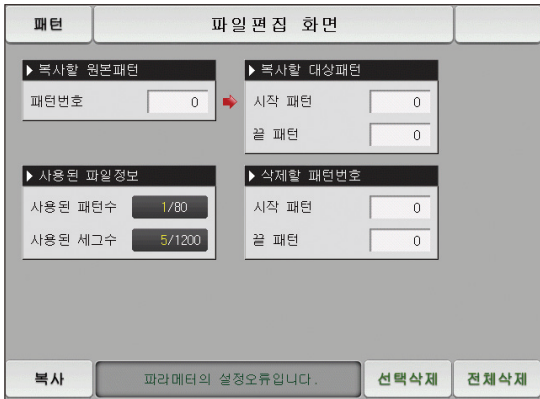 패턴
파일편집 화면
▶ 복사할 원본패턴
패턴번호 0
▶ 복사할 대상패턴
시작 패턴 0
끝 패턴 0
▶ 사용된 파일정보
사용된 패턴수 1/80
사용된 세그수 5/1200
▶ 삭제할 패턴번호
시작 패턴 0
끝 패턴 0
복사
파라메터의 설정오류입니다.
선택삭제
전체삭제